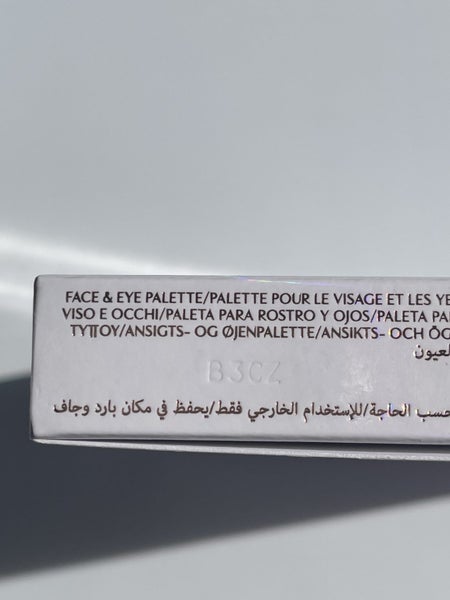 FACE & EYE PALETTE/PALETTE POUR LE VISAGE ET LES YE
VISO E OCCHI/PALETA PARA ROSTRO Y OJOS/PALETA PA
ΤΥΠΟΥ/ANSIGTS- OG ØJENPALETTE/ANSIKTS- OCH ÖG
العيون
B3CZ
حسب الحاجة/للإستخدام الخارجي فقط/يحفظ في مكان بارد وجاف